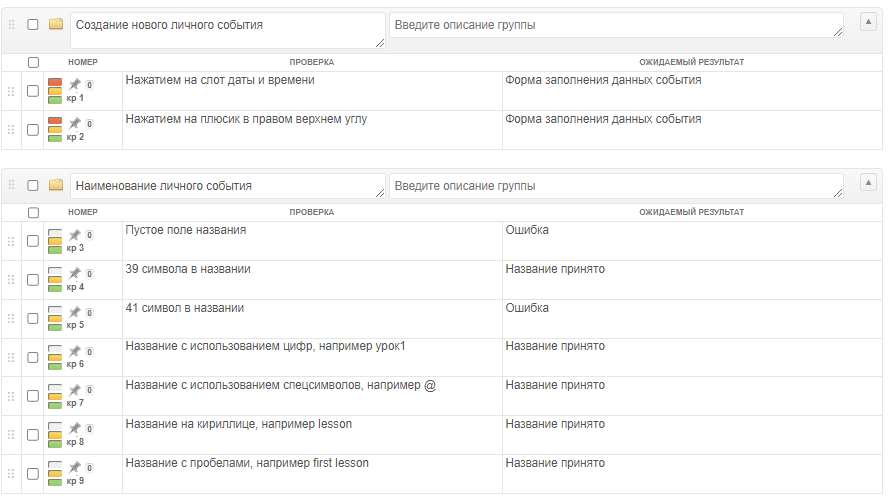 Создание нового личного события
Введите описание группы
НОМЕР ПРОВЕРКА ОЖИДАЕМЫЙ РЕЗУЛЬТАТ
0
кр 1
Нажатием на слот даты и времени
Форма заполнения данных события
0
кр 2
Нажатием на плюсик в правом верхнем углу
Форма заполнения данных события
Наименование личного события
Введите описание группы
НОМЕР ПРОВЕРКА ОЖИДАЕМЫЙ РЕЗУЛЬТАТ
0
кр 3
Пустое поле названия
Ошибка
0
кр 4
39 символа в названии
Название принято
0
кр 5
41 символ в названии
Ошибка
0
кр 6
Название с использованием цифр, например урок1
Название принято
0
кр 7
Название с использованием спецсимволов, например @
Название принято
0
кр 8
Название на кириллице, например lesson
Название принято
0
кр 9
Название с пробелами, например first lesson
Название принято